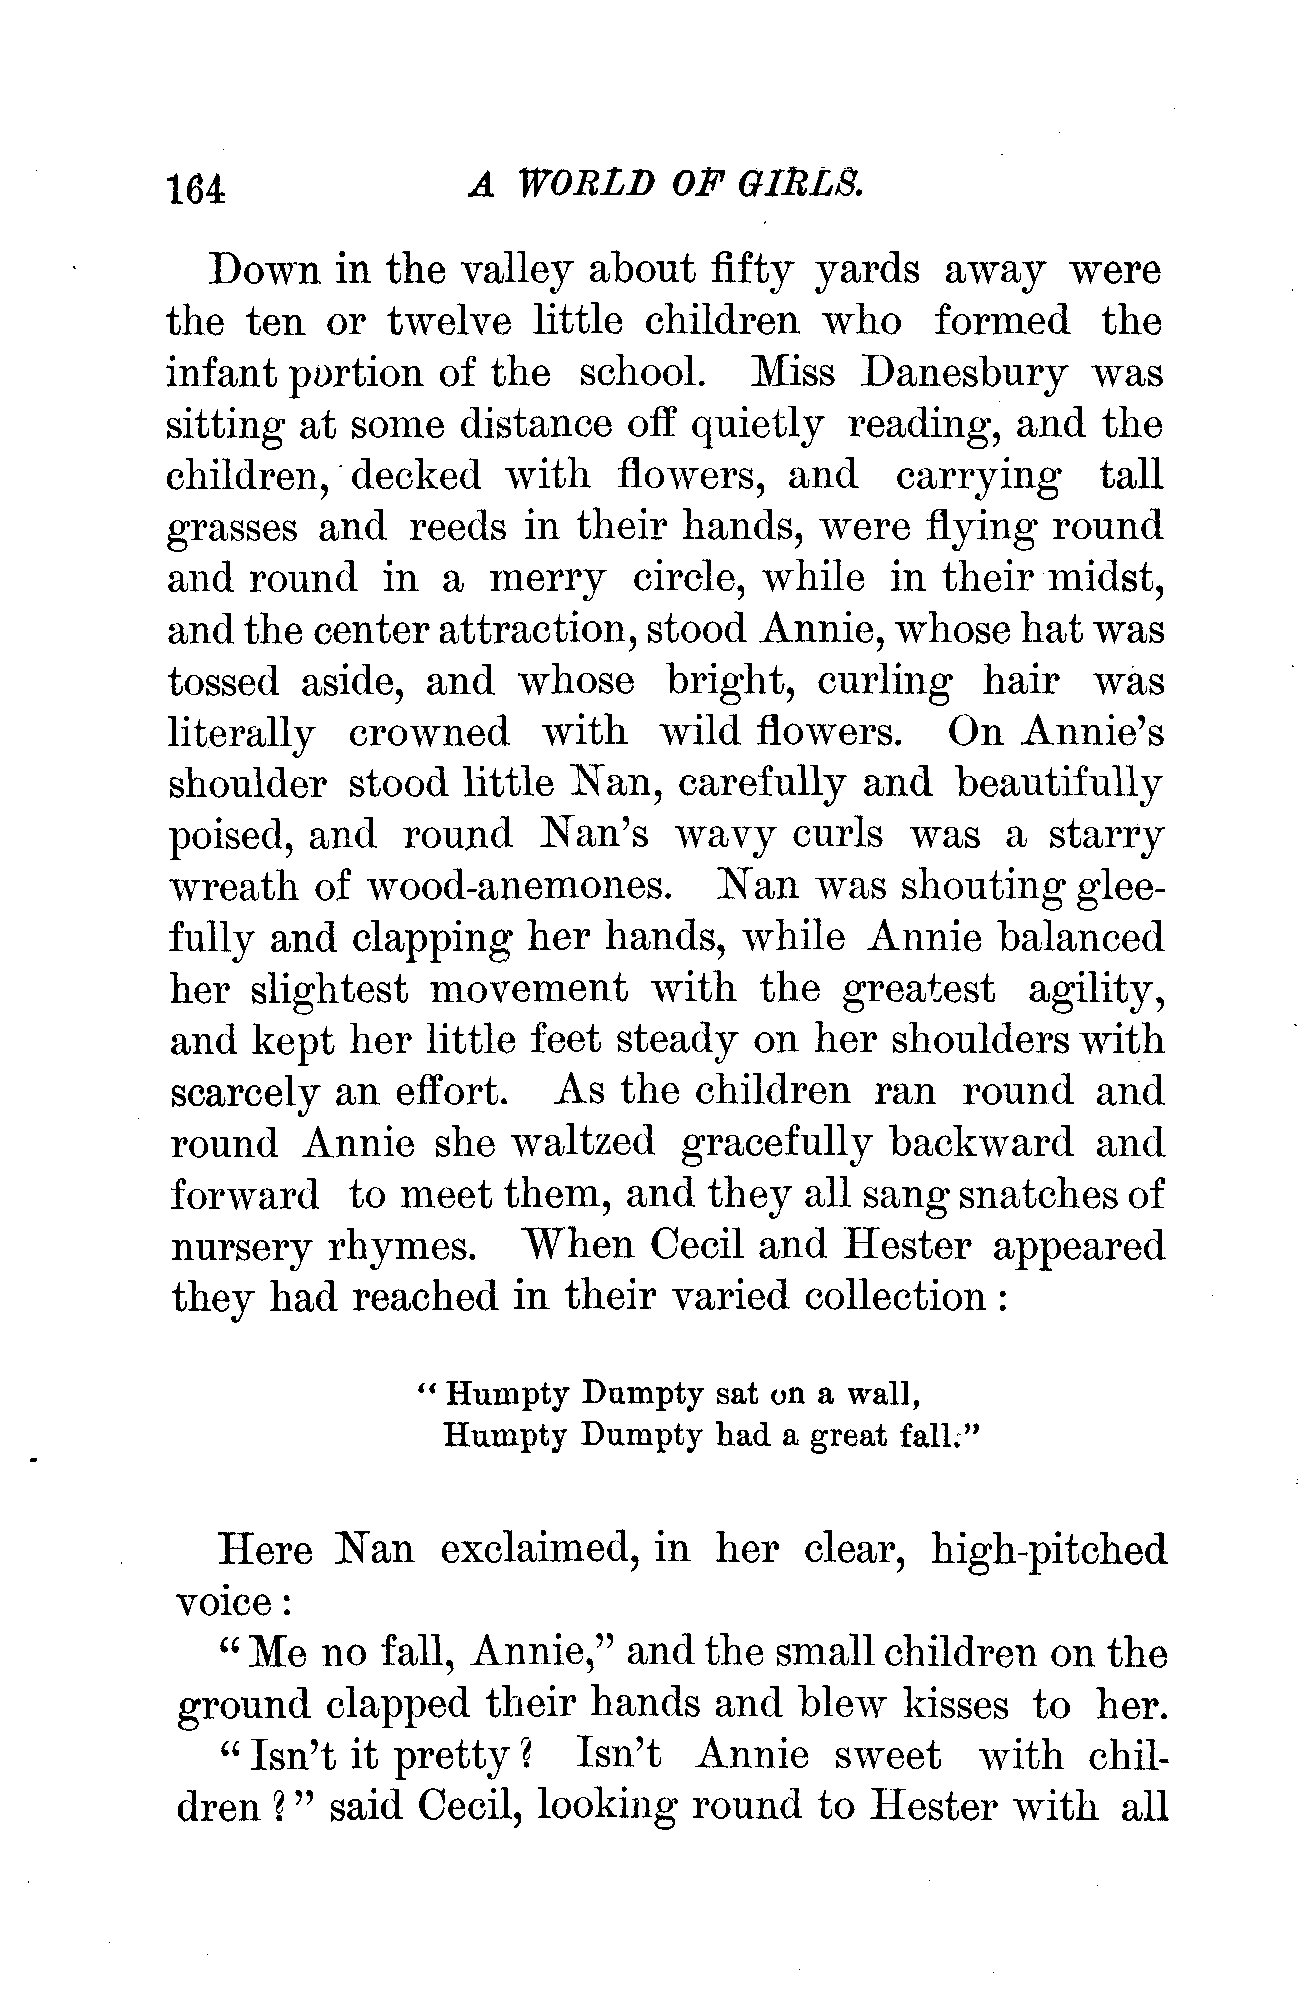 164 A WORLD OF GIRLS.
Down in the valley about fifty yards away were
the ten or twelve little children who formed the
infant portion of the school. Miss Danesbury was
sitting at some distance off quietly reading, and the
children, decked with flowers, and carrying tall
grasses and reeds in their hands, were flying round
and round in a merry circle, while in their midst,
and the center attraction, stood Annie, whose hat was
tossed aside, and whose bright, curling hair was
literally crowned with wild flowers. On Annie's
shoulder stood little Nan, carefully and beautifully
poised, and round Nan's wavy curls was a starry
wreath of wood-anemones. Nan was shouting glee-
fully and clapping her hands, while Annie balanced
her slightest movement with the greatest agility,
and kept her little feet steady on her shoulders with
scarcely an effort. As the children ran round and
round Annie she waltzed gracefully backward and
forward to meet them, and they all sang snatches of
nursery rhymes. When Cecil and Hester appeared
they had reached in their varied collection :
" Humpty Dumpty sat on a wall,
Humpty Dumpty had a great fall."
Here Nan exclaimed, in her clear, high-pitched
voice :
" Me no fall, Annie," and the small children on the
ground clapped their hands and blew kisses to her.
" Isn't it pretty ? Isn't Annie sweet with chil-
dren ? " said Cecil, looking round to Hester with all